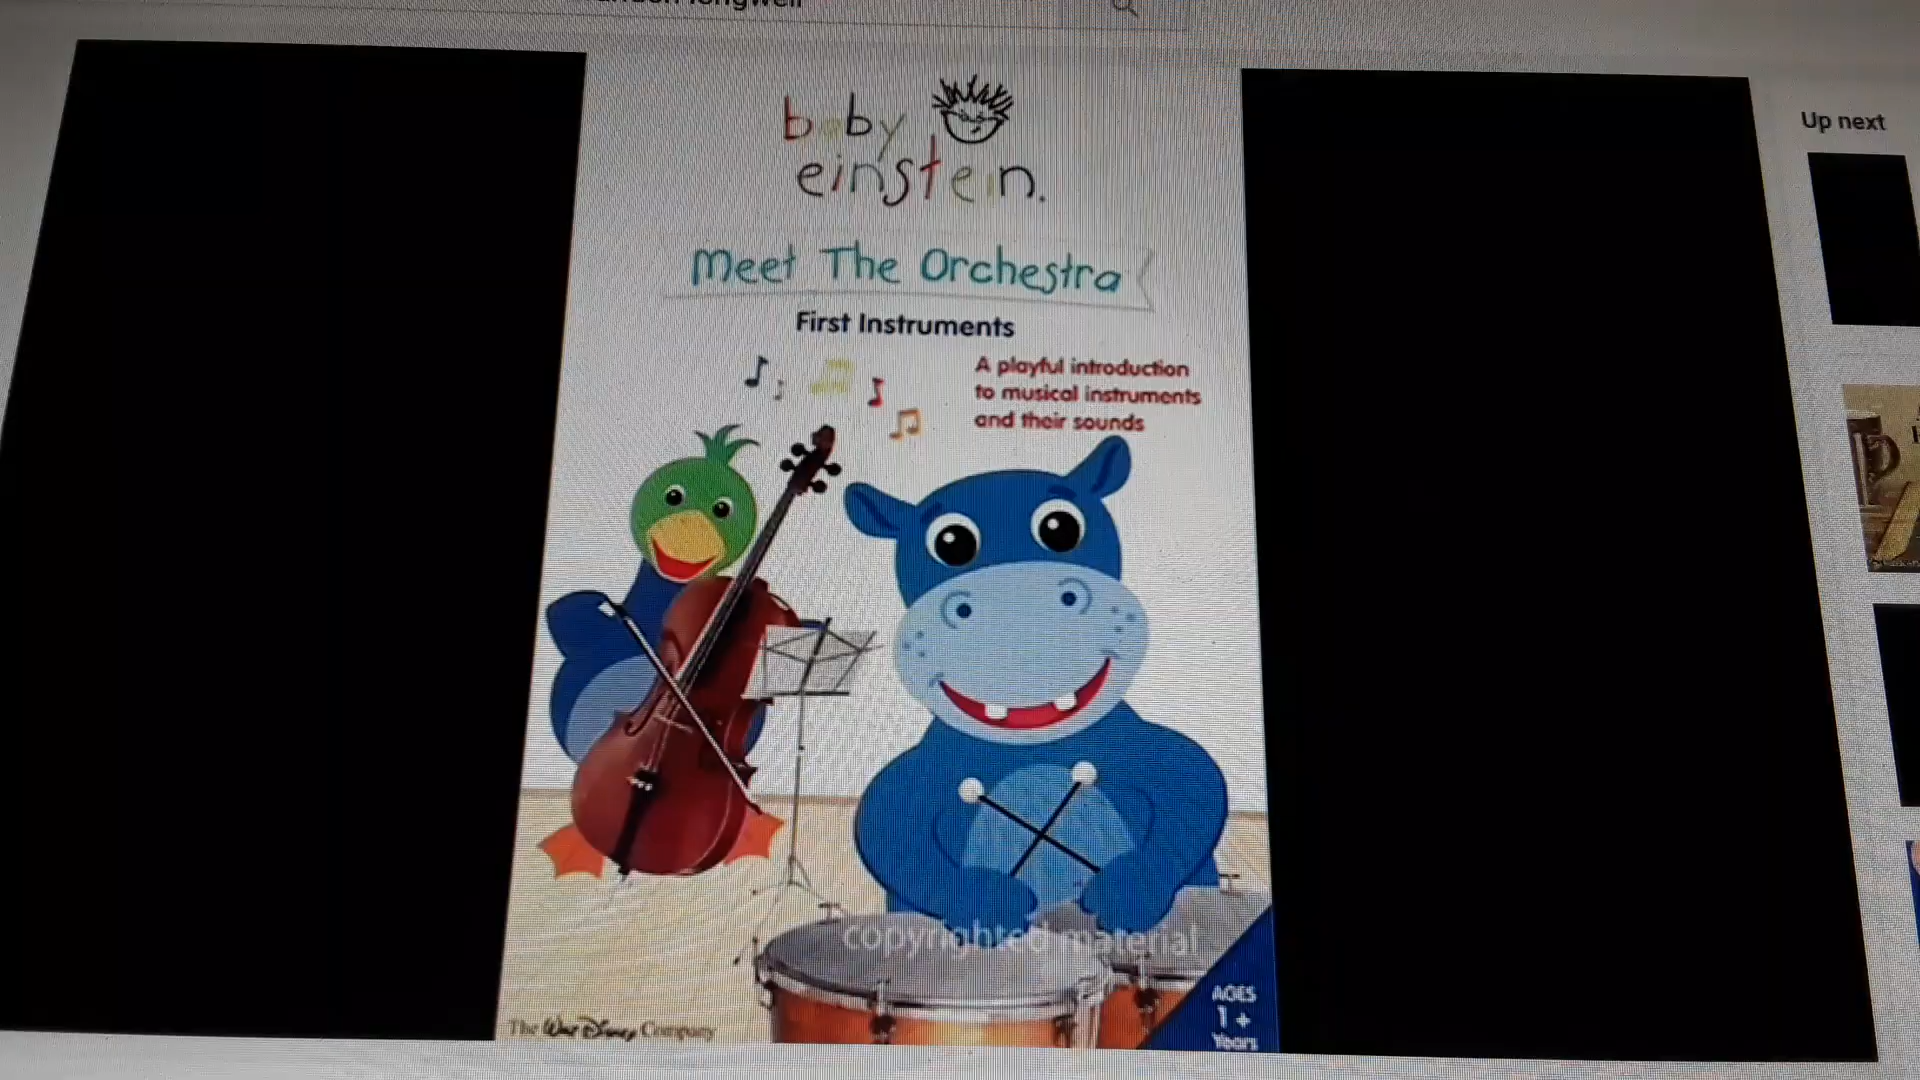 Up next
baby
einstein.
Meet The Orchestra
First Instruments
A playful introduction
to musical instruments
and their sounds
copyrighted material
AGES
1+
Years
The Walt Disney Company